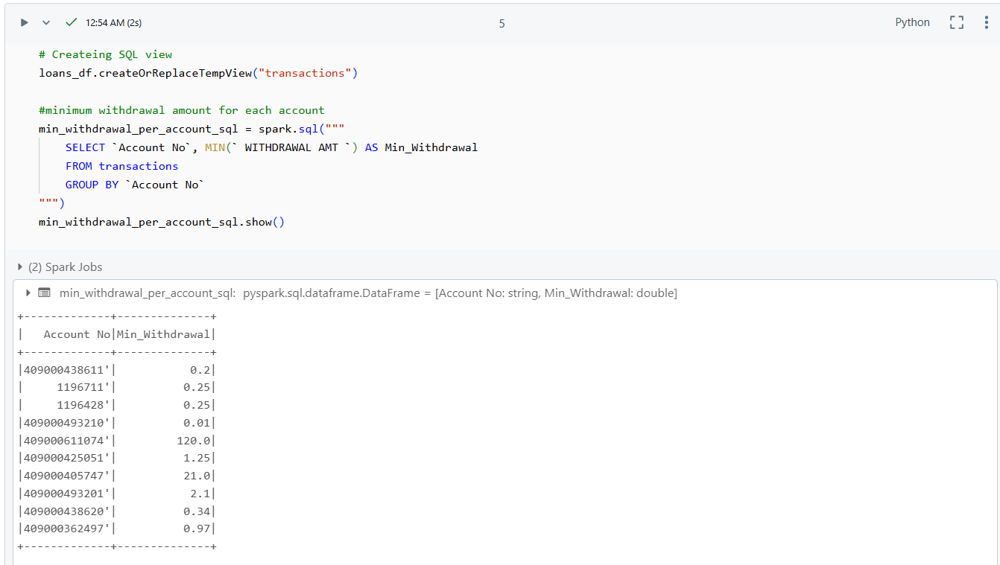 12:54 AM (2s) 5 Python
# Createing SQL view
loans_df.createOrReplaceTempView("transactions")
#minimum withdrawal amount for each account
min_withdrawal_per_account_sql = spark.sql("""
    SELECT `Account No`, MIN(` WITHDRAWAL AMT `) AS Min_Withdrawal
    FROM transactions
    GROUP BY `Account No`
""")
min_withdrawal_per_account_sql.show()
(2) Spark Jobs
min_withdrawal_per_account_sql: pyspark.sql.dataframe.DataFrame = [Account No: string, Min_Withdrawal: double]
+-------------+--------------+
|   Account No|Min_Withdrawal|
+-------------+--------------+
|409000438611'|           0.2|
|     1196711'|          0.25|
|     1196428'|          0.25|
|409000493210'|          0.01|
|409000611074'|         120.0|
|409000425051'|          1.25|
|409000405747'|          21.0|
|409000493201'|           2.1|
|409000438620'|          0.34|
|409000362497'|          0.97|
+-------------+--------------+